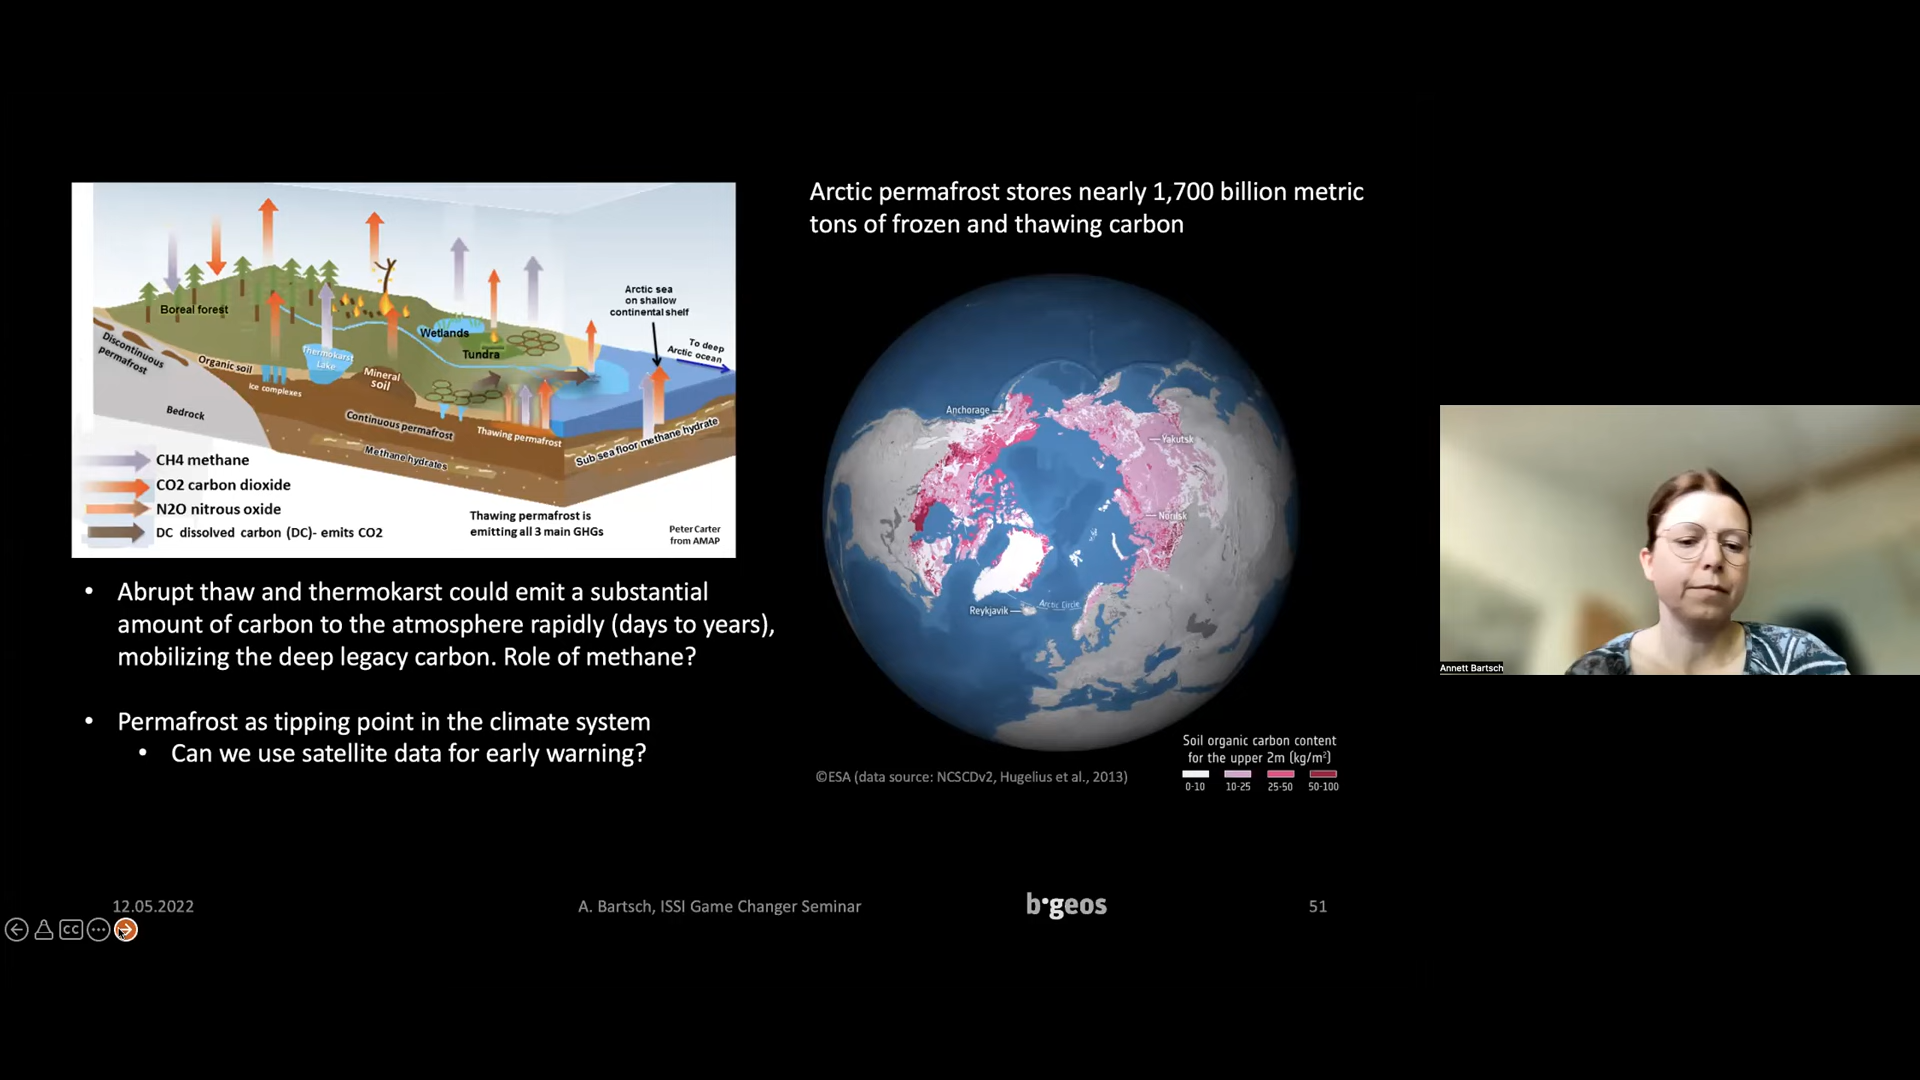 Arctic permafrost stores nearly 1,700 billion metric
tons of frozen and thawing carbon
Boreal forest
Discontinuous
permafrost
Organic soil
Ice complexes
Thermokarst
Lake
Mineral
soil
Wetlands
Tundra
Arctic sea
on shallow
continental shelf
To deep
Arctic ocean
Bedrock
Continuous permafrost
Thawing permafrost
Methane hydrates
Sub sea floor methane hydrate
CH4 methane
CO2 carbon dioxide
N2O nitrous oxide
DC dissolved carbon (DC)- emits CO2
Thawing permafrost is
emitting all 3 main GHGs
Peter Carter
from AMAP
• Abrupt thaw and thermokarst could emit a substantial
amount of carbon to the atmosphere rapidly (days to years),
mobilizing the deep legacy carbon. Role of methane?
• Permafrost as tipping point in the climate system
• Can we use satellite data for early warning?
Anchorage
Yakutsk
Norilsk
Reykjavik
Arctic Circle
©ESA (data source: NCSCDv2, Hugelius et al., 2013)
Soil organic carbon content
for the upper 2m (kg/m²)
0-10 10-25 25-50 50-100
Annett Bartsch
12.05.2022
A. Bartsch, ISSI Game Changer Seminar
b·geos
51
CC